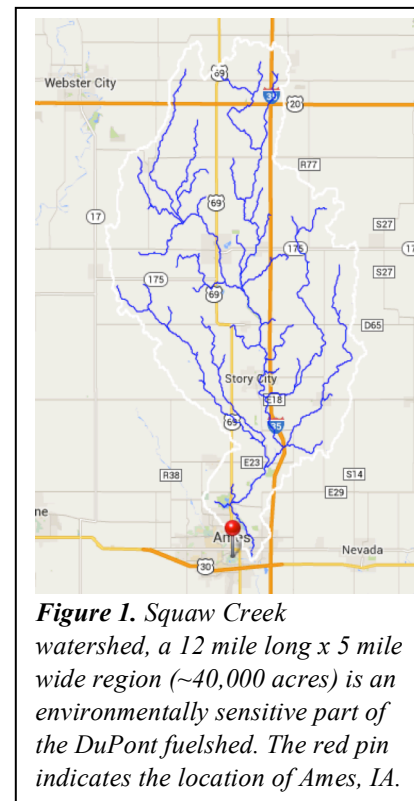 69
Webster City
30
20
R77
17
69
S27
175
17
S27
175
69
D65
Story City
E18
35
69
E23
S14
R38
E29
ne
Ames
Nevada
30
Figure 1. Squaw Creek
watershed, a 12 mile long x 5 mile
wide region (~40,000 acres) is an
environmentally sensitive part of
the DuPont fuelshed. The red pin
indicates the location of Ames, IA.